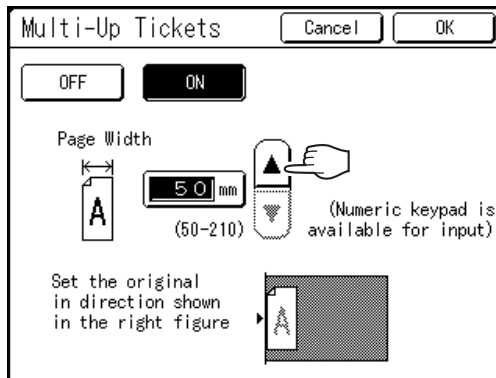 Multi-Up Tickets
Cancel
OK
OFF
ON
Page Width
A
50 mm
(50-210)
(Numeric keypad is
available for input)
Set the original
in direction shown
in the right figure
A